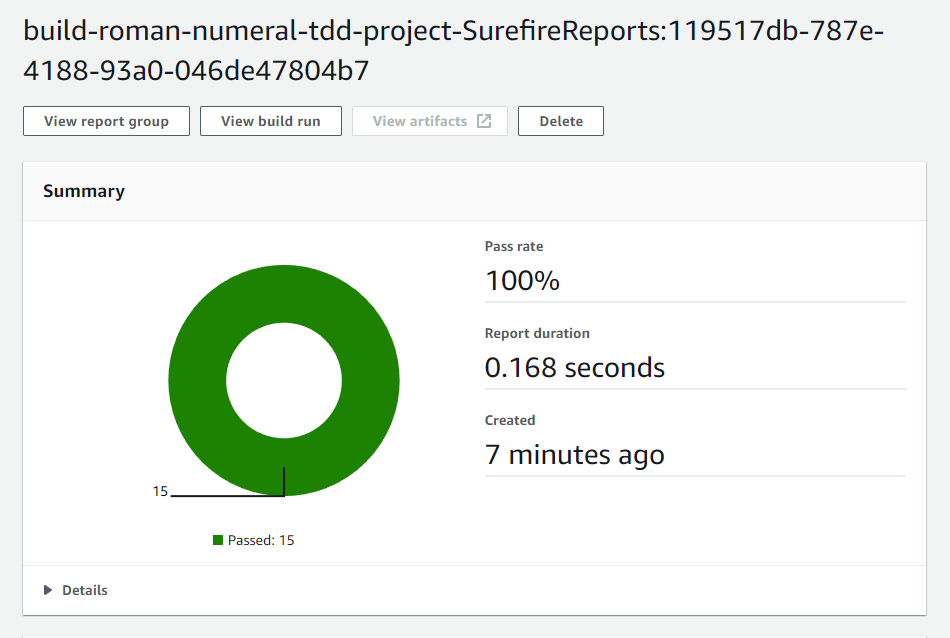 build-roman-numeral-tdd-project-SurefireReports:119517db-787e-
4188-93a0-046de47804b7
View report group
View build run
View artifacts
Delete
Summary
Pass rate
100%
Report duration
0.168 seconds
Created
7 minutes ago
15
Passed: 15
Details